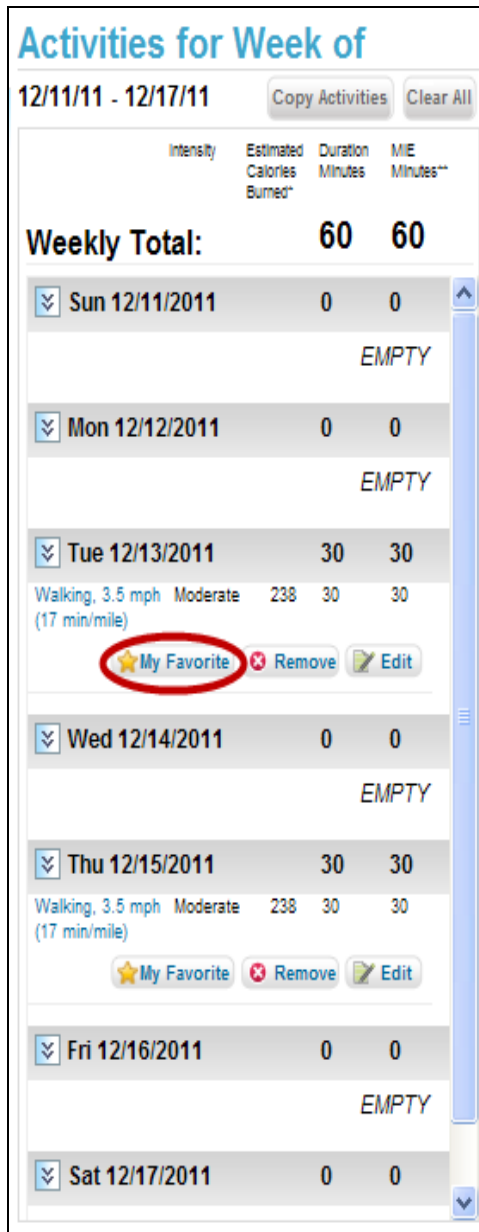 Activities for Week of
12/11/11 - 12/17/11 Copy Activities Clear All
Intensity Estimated Calories Burned* Duration Minutes MIE Minutes**
Weekly Total: 60 60
Sun 12/11/2011 0 0
EMPTY
Mon 12/12/2011 0 0
EMPTY
Tue 12/13/2011 30 30
Walking, 3.5 mph Moderate 238 30 30
(17 min/mile)
My Favorite Remove Edit
Wed 12/14/2011 0 0
EMPTY
Thu 12/15/2011 30 30
Walking, 3.5 mph Moderate 238 30 30
(17 min/mile)
My Favorite Remove Edit
Fri 12/16/2011 0 0
EMPTY
Sat 12/17/2011 0 0